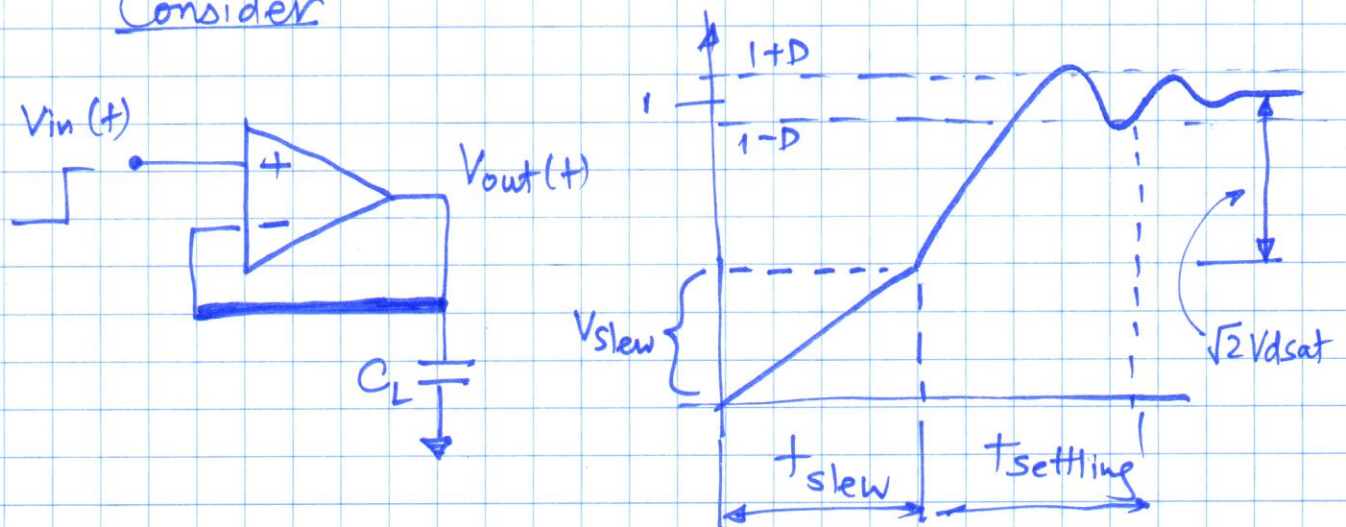 Consider
Vin (t)
+
-
Vout (t)
CL
1+D
1
1-D
Vslew
√2 Vdsat
tslew
tsettling